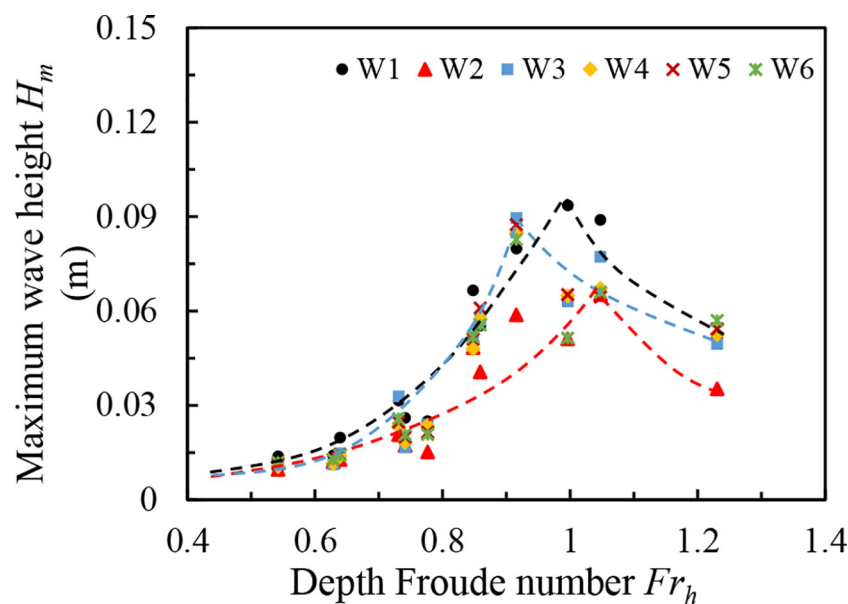 Maximum wave height Hm
(m)
0.15
0.12
0.09
0.06
0.03
0
W1 W2 W3 W4 W5 W6
0.4 0.6 0.8 1 1.2 1.4
Depth Froude number Frh